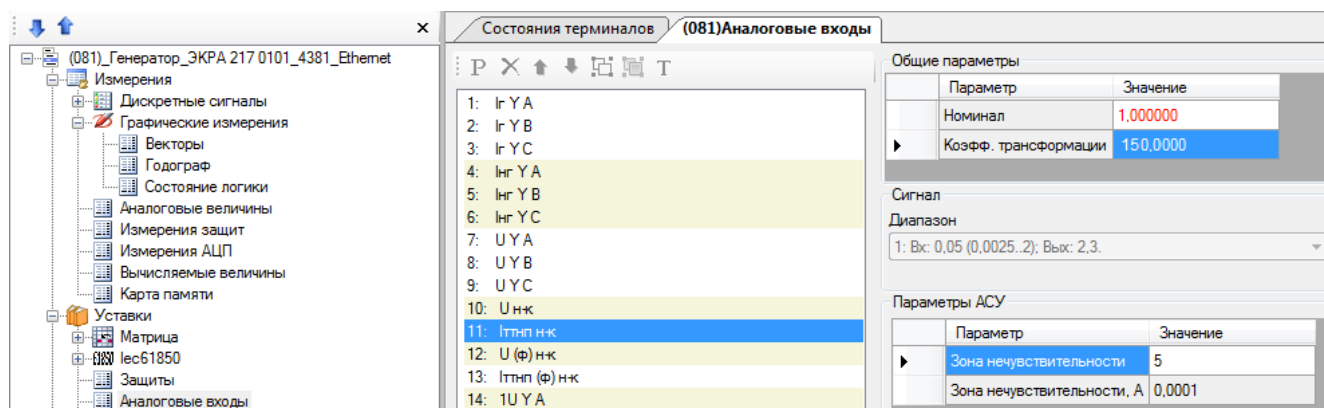 (081)_Генератор_ЭКРА 217 0101_4381_Ethernet
Измерения
Дискретные сигналы
Графические измерения
Векторы
Годограф
Состояние логики
Аналоговые величины
Измерения защит
Измерения АЦП
Вычисляемые величины
Карта памяти
Уставки
Матрица
Iec61850
Защиты
Аналоговые входы
Состояния терминалов
(081)Аналоговые входы
P T
1: Iг Y A
2: Iг Y B
3: Iг Y C
4: Iнг Y A
5: Iнг Y B
6: Iнг Y C
7: U Y A
8: U Y B
9: U Y C
10: U н-к
11: Iттнп н-к
12: U (ф) н-к
13: Iттнп (ф) н-к
14: 1U Y A
Общие параметры
Параметр Значение
Номинал 1,000000
Коэфф. трансформации 150,0000
Сигнал
Диапазон
1: Вх: 0,05 (0,0025..2); Вых: 2,3.
Параметры АСУ
Параметр Значение
Зона нечувствительности 5
Зона нечувствительности, А 0,0001